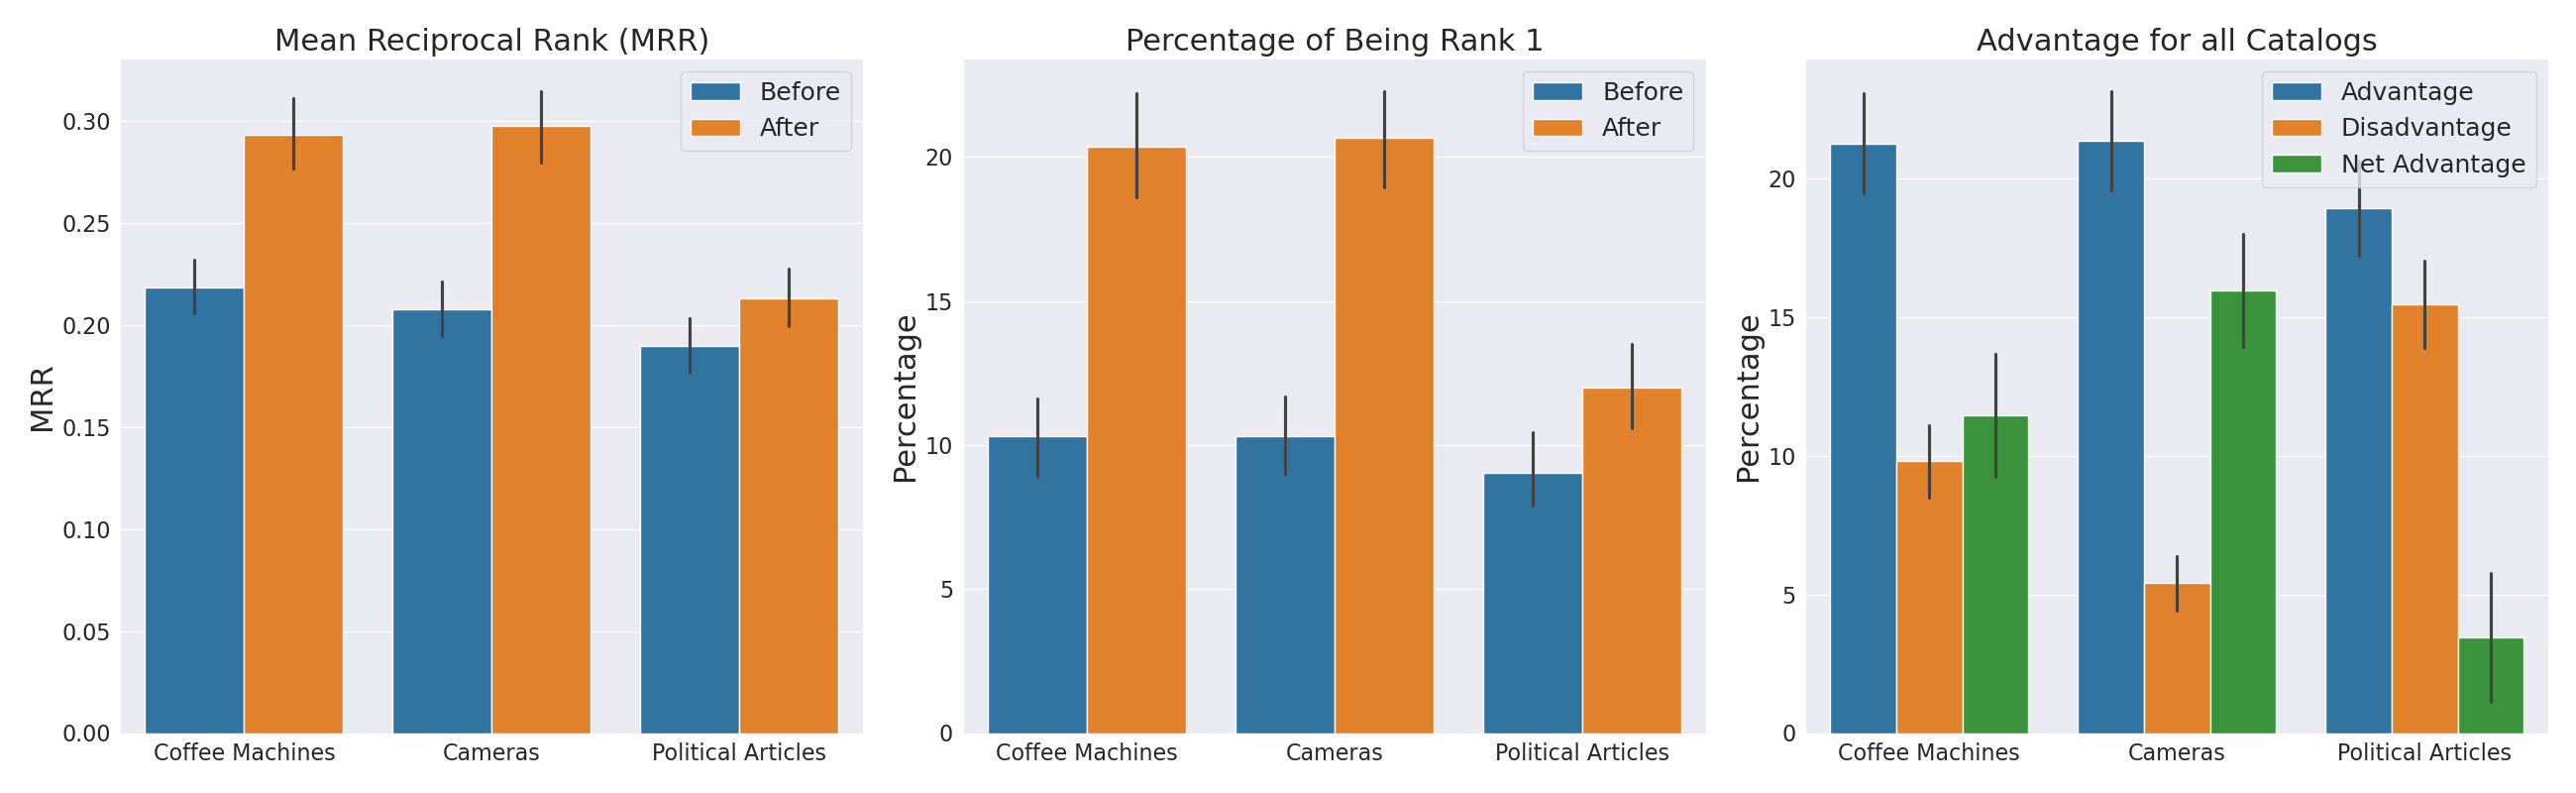 Mean Reciprocal Rank (MRR)
MRR
0.30
0.25
0.20
0.15
0.10
0.05
0.00
Before
After
Coffee Machines Cameras Political Articles
Percentage of Being Rank 1
Percentage
20
15
10
5
0
Before
After
Coffee Machines Cameras Political Articles
Advantage for all Catalogs
Percentage
20
15
10
5
0
Advantage
Disadvantage
Net Advantage
Coffee Machines Cameras Political Articles